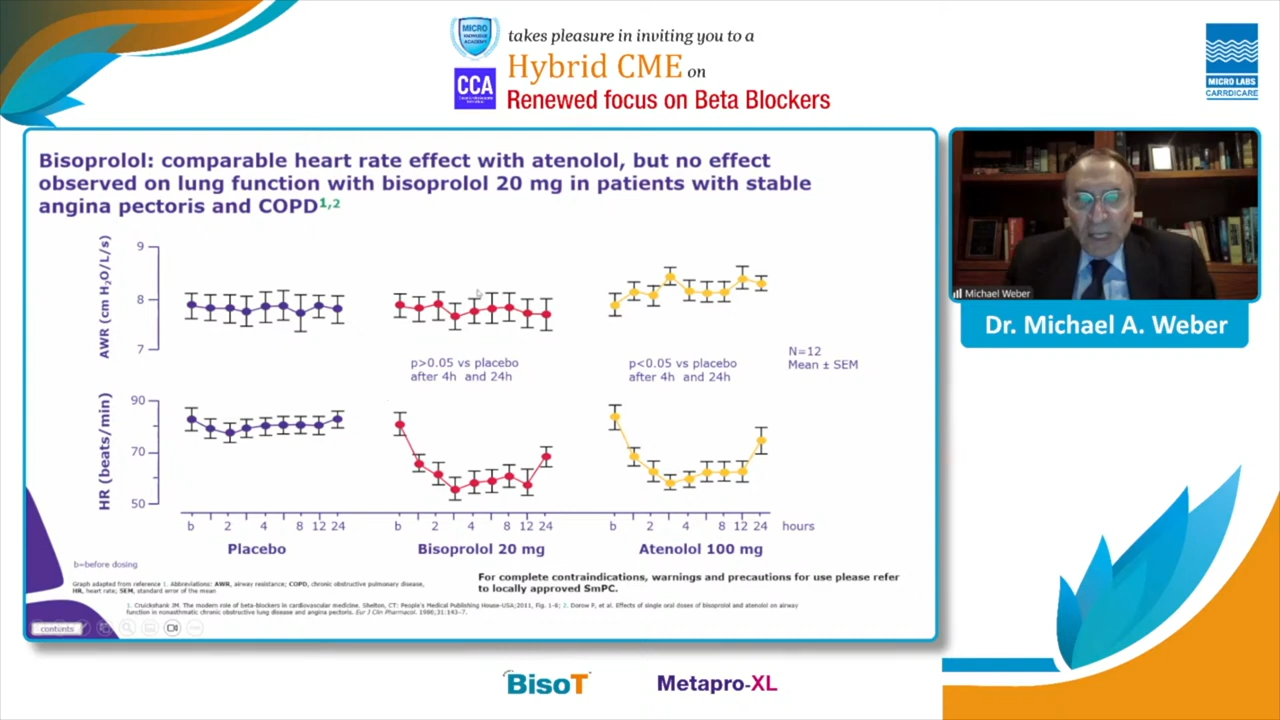 MICRO
KNOWLEDGE
ACADEMY
CCA
takes pleasure in inviting you to a
Hybrid CME on
Renewed focus on Beta Blockers
MICRO LABS
CARRDICARE
Bisoprolol: comparable heart rate effect with atenolol, but no effect
observed on lung function with bisoprolol 20 mg in patients with stable
angina pectoris and COPD1,2
AWR (cm H2O/L/s)
9
8
7
p>0.05 vs placebo
after 4h and 24h
p<0.05 vs placebo
after 4h and 24h
N=12
Mean ± SEM
HR (beats/min)
90
70
50
b 2 4 8 12 24
b 2 4 8 12 24
b 2 4 8 12 24 hours
Placebo
Bisoprolol 20 mg
Atenolol 100 mg
b=before dosing
Graph adapted from reference 1. Abbreviations: AWR, airway resistance; COPD, chronic obstructive pulmonary disease,
HR, heart rate; SEM, standard error of the mean
For complete contraindications, warnings and precautions for use please refer
to locally approved SmPC.
1. Cruickshank JM. The modern role of beta-blockers in cardiovascular medicine. Shelton, CT: People's Medical Publishing House-USA;2011, Fig. 1-6; 2. Dorow P, et al. Effects of single oral doses of bisoprolol and atenolol on airway
function in nonasthmatic chronic obstructive lung disease and angina pectoris. Eur J Clin Pharmacol. 1986;31:143-7.
contents
Michael Weber
Dr. Michael A. Weber
BisoT
Metapro-XL